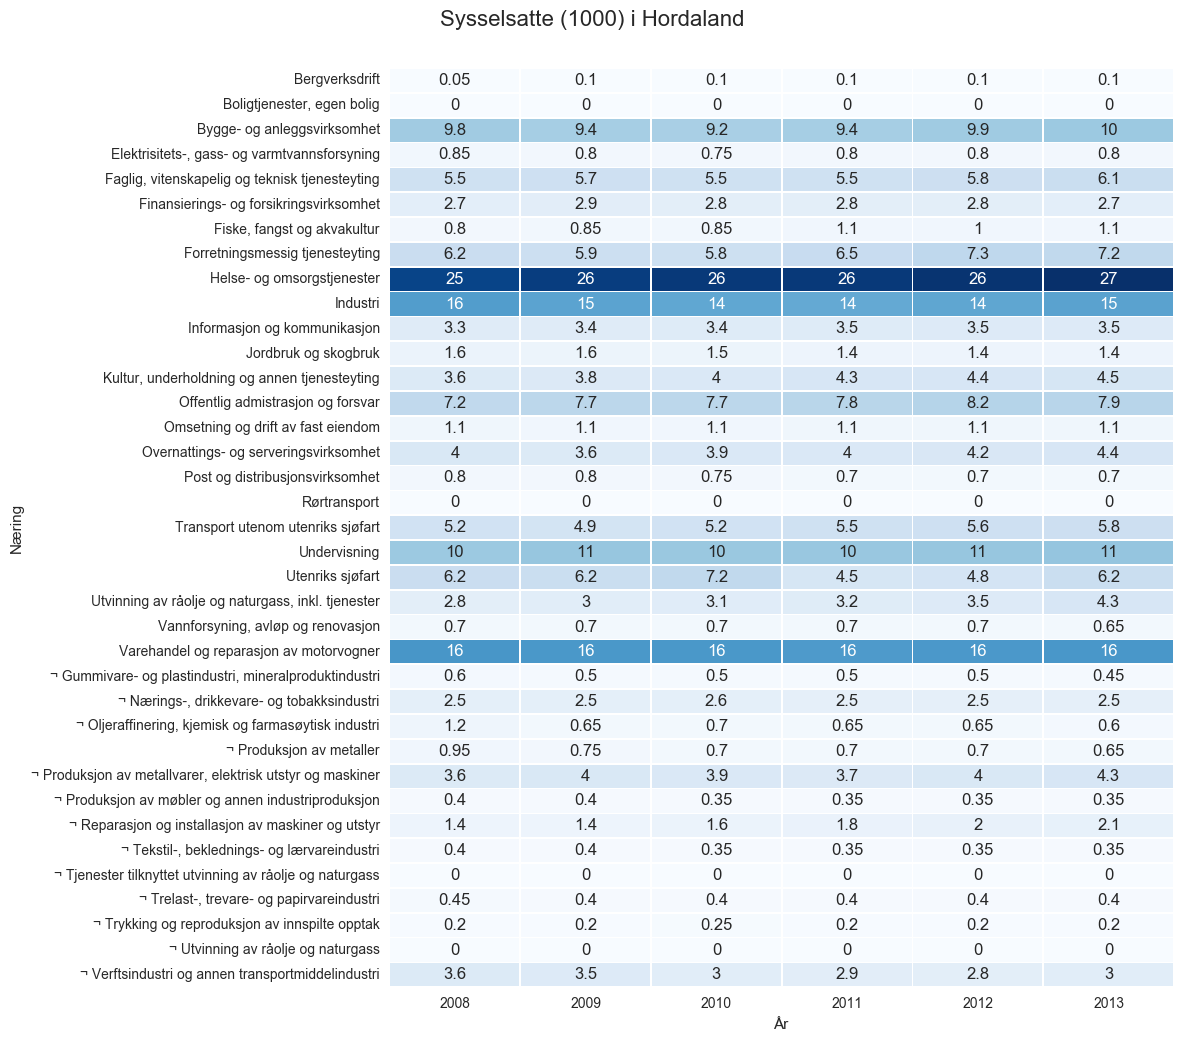 Sysselsatte (1000) i Hordaland
Bergverksdrift 0.05 0.1 0.1 0.1 0.1 0.1
Boligtjenester, egen bolig 0 0 0 0 0 0
Bygge- og anleggsvirksomhet 9.8 9.4 9.2 9.4 9.9 10
Elektrisitets-, gass- og varmtvannsforsyning 0.85 0.8 0.75 0.8 0.8 0.8
Faglig, vitenskapelig og teknisk tjenesteyting 5.5 5.7 5.5 5.5 5.8 6.1
Finansierings- og forsikringsvirksomhet 2.7 2.9 2.8 2.8 2.8 2.7
Fiske, fangst og akvakultur 0.8 0.85 0.85 1.1 1 1.1
Forretningsmessig tjenesteyting 6.2 5.9 5.8 6.5 7.3 7.2
Helse- og omsorgstjenester 25 26 26 26 26 27
Industri 16 15 14 14 14 15
Informasjon og kommunikasjon 3.3 3.4 3.4 3.5 3.5 3.5
Jordbruk og skogbruk 1.6 1.6 1.5 1.4 1.4 1.4
Kultur, underholdning og annen tjenesteyting 3.6 3.8 4 4.3 4.4 4.5
Offentlig admistrasjon og forsvar 7.2 7.7 7.7 7.8 8.2 7.9
Omsetning og drift av fast eiendom 1.1 1.1 1.1 1.1 1.1 1.1
Overnattings- og serveringsvirksomhet 4 3.6 3.9 4 4.2 4.4
Post og distribusjonsvirksomhet 0.8 0.8 0.75 0.7 0.7 0.7
Rørtransport 0 0 0 0 0 0
Transport utenom utenriks sjøfart 5.2 4.9 5.2 5.5 5.6 5.8
Undervisning 10 11 10 10 11 11
Utenriks sjøfart 6.2 6.2 7.2 4.5 4.8 6.2
Utvinning av råolje og naturgass, inkl. tjenester 2.8 3 3.1 3.2 3.5 4.3
Vannforsyning, avløp og renovasjon 0.7 0.7 0.7 0.7 0.7 0.65
Varehandel og reparasjon av motorvogner 16 16 16 16 16 16
¬ Gummivare- og plastindustri, mineralproduktindustri 0.6 0.5 0.5 0.5 0.5 0.45
¬ Nærings-, drikkevare- og tobakksindustri 2.5 2.5 2.6 2.5 2.5 2.5
¬ Oljeraffinering, kjemisk og farmasøytisk industri 1.2 0.65 0.7 0.65 0.65 0.6
¬ Produksjon av metaller 0.95 0.75 0.7 0.7 0.7 0.65
¬ Produksjon av metallvarer, elektrisk utstyr og maskiner 3.6 4 3.9 3.7 4 4.3
¬ Produksjon av møbler og annen industriproduksjon 0.4 0.4 0.35 0.35 0.35 0.35
¬ Reparasjon og installasjon av maskiner og utstyr 1.4 1.4 1.6 1.8 2 2.1
¬ Tekstil-, beklednings- og lærvareindustri 0.4 0.4 0.35 0.35 0.35 0.35
¬ Tjenester tilknyttet utvinning av råolje og naturgass 0 0 0 0 0 0
¬ Trelast-, trevare- og papirvareindustri 0.45 0.4 0.4 0.4 0.4 0.4
¬ Trykking og reproduksjon av innspilte opptak 0.2 0.2 0.25 0.2 0.2 0.2
¬ Utvinning av råolje og naturgass 0 0 0 0 0 0
¬ Verftsindustri og annen transportmiddelindustri 3.6 3.5 3 2.9 2.8 3
2008 2009 2010 2011 2012 2013
År
Næring